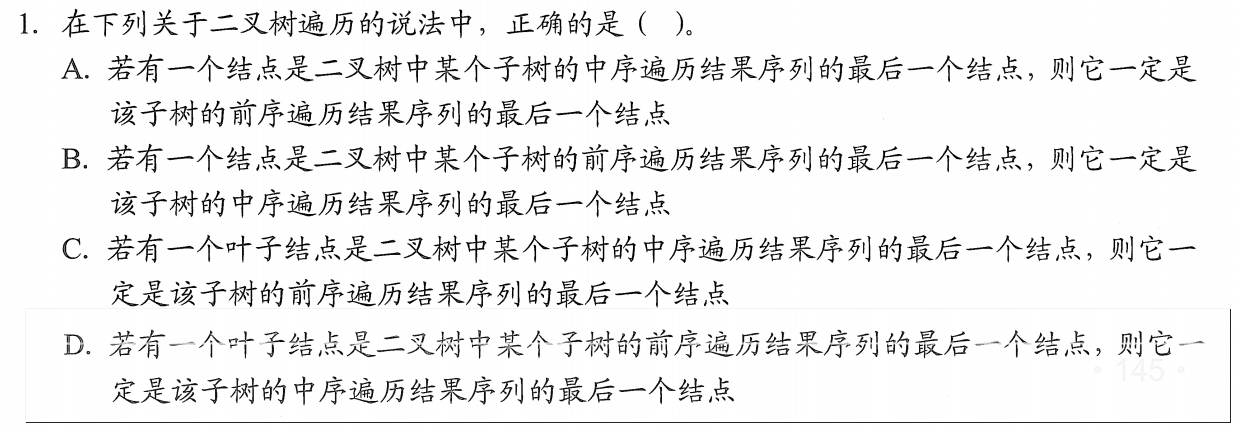 1. 在下列关于二叉树遍历的说法中，正确的是（ ）。
A. 若有一个结点是二叉树中某个子树的中序遍历结果序列的最后一个结点，则它一定是
该子树的前序遍历结果序列的最后一个结点
B. 若有一个结点是二叉树中某个子树的前序遍历结果序列的最后一个结点，则它一定是
该子树的中序遍历结果序列的最后一个结点
C. 若有一个叶子结点是二叉树中某个子树的中序遍历结果序列的最后一个结点，则它一
定是该子树的前序遍历结果序列的最后一个结点
D. 若有一个叶子结点是二叉树中某个子树的前序遍历结果序列的最后一个结点，则它一
定是该子树的中序遍历结果序列的最后一个结点
· 145 ·